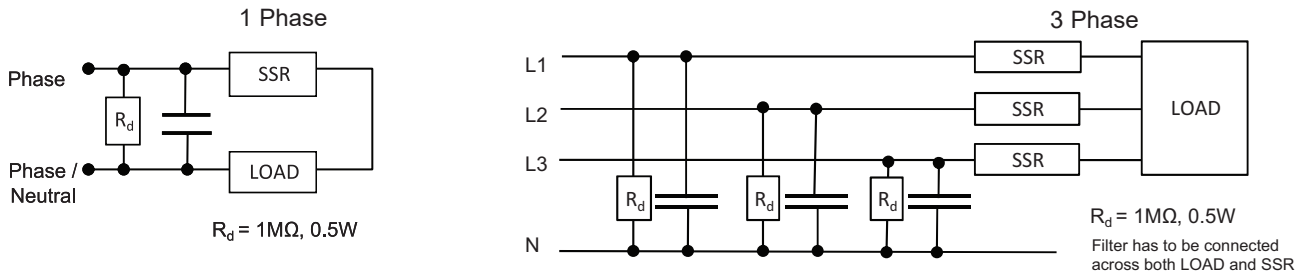 1 Phase
Phase
SSR
R_d
Phase /
Neutral
LOAD
R_d = 1MΩ, 0.5W
3 Phase
L1
SSR
L2
SSR
LOAD
L3
SSR
R_d
R_d
R_d
N
R_d = 1MΩ, 0.5W
Filter has to be connected
across both LOAD and SSR